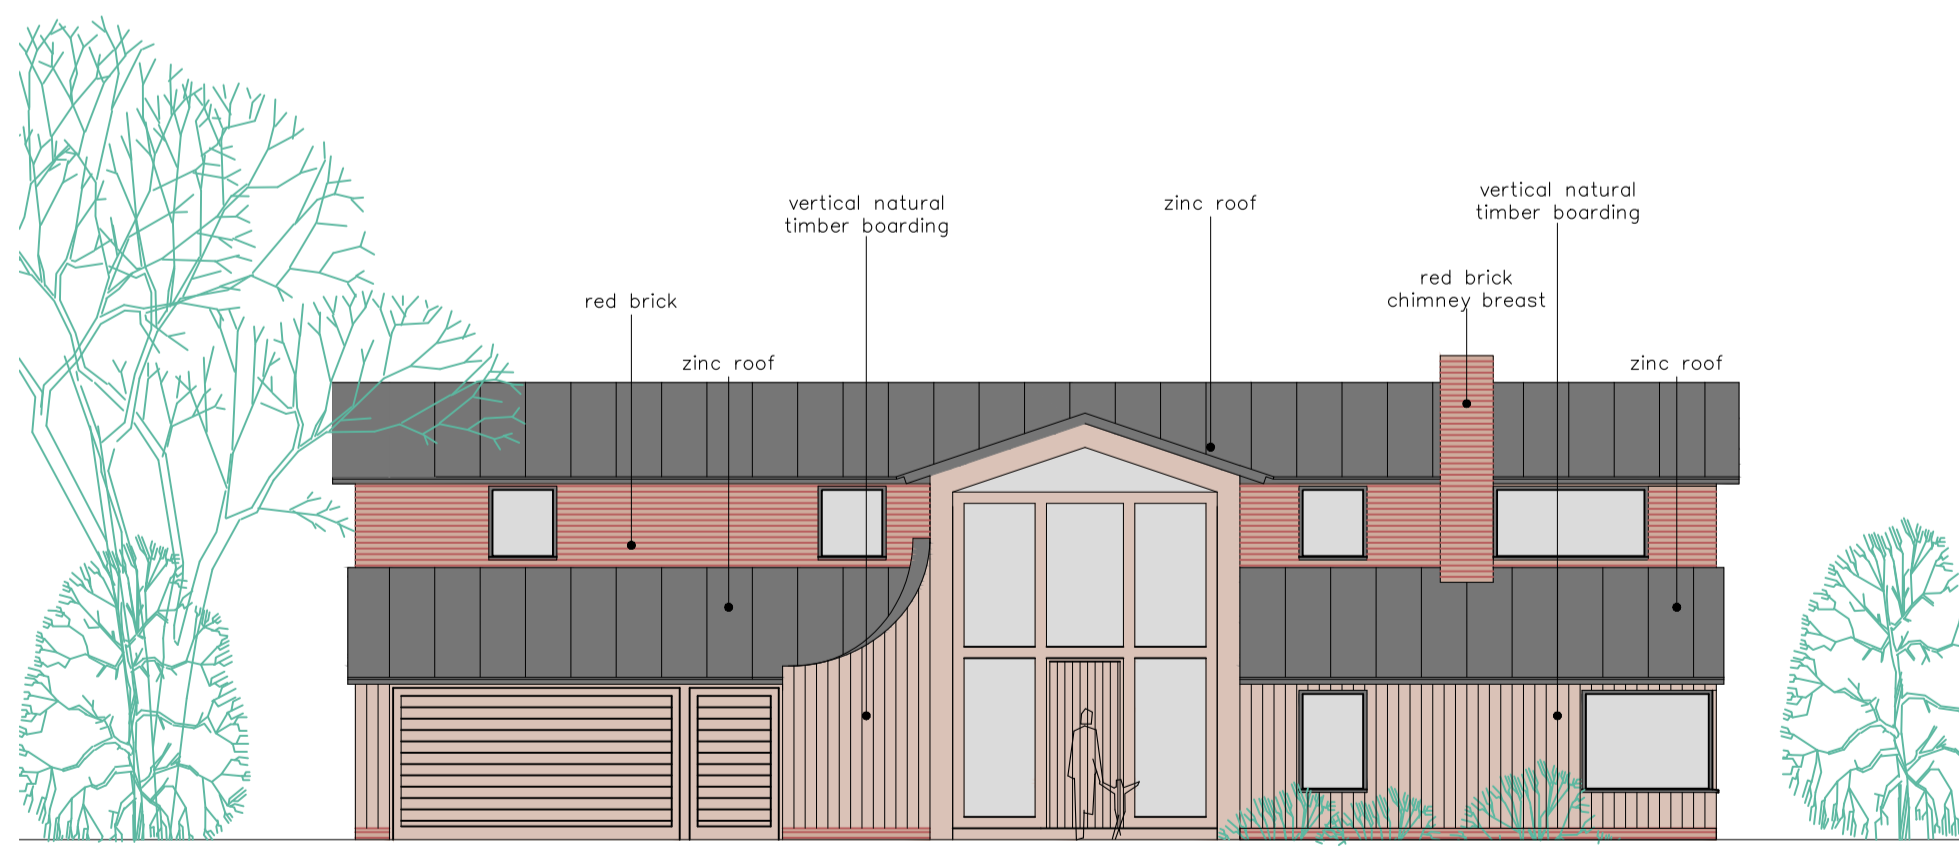 vertical natural
timber boarding
zinc roof
vertical natural
timber boarding
red brick
chimney breast
red brick
zinc roof
zinc roof